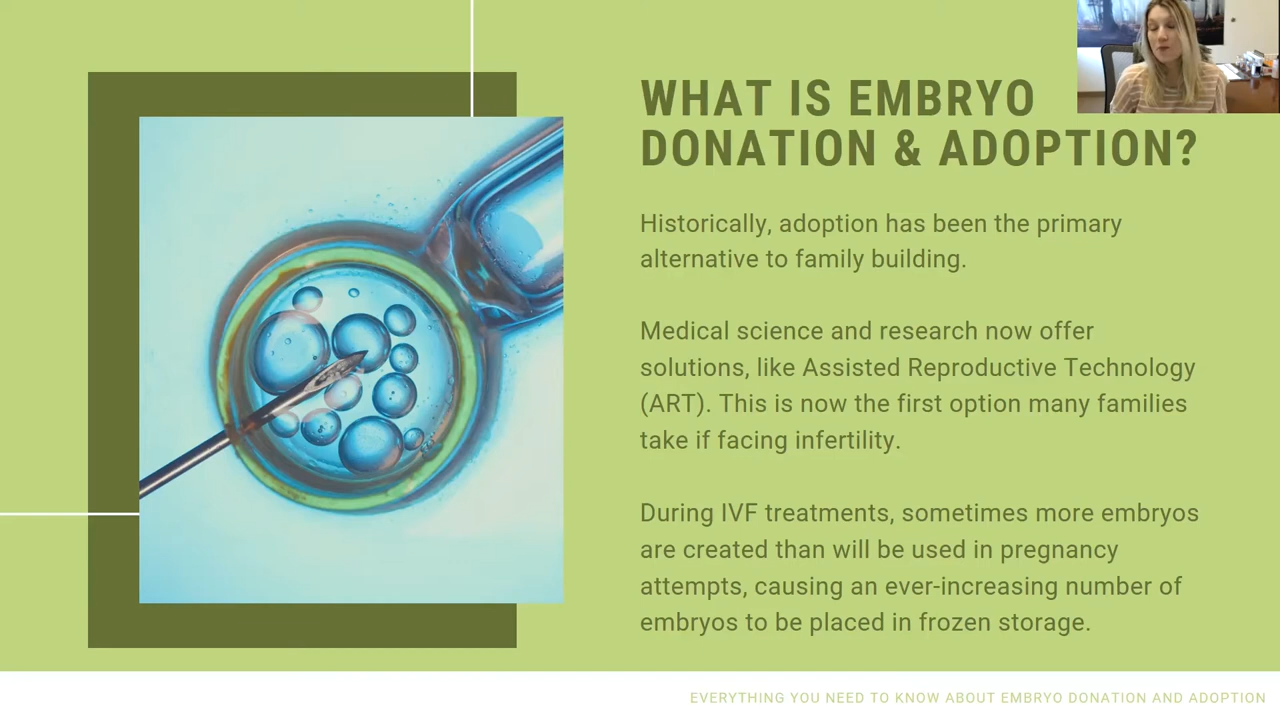 WHAT IS EMBRYO
DONATION & ADOPTION?
Historically, adoption has been the primary
alternative to family building.
Medical science and research now offer
solutions, like Assisted Reproductive Technology
(ART). This is now the first option many families
take if facing infertility.
During IVF treatments, sometimes more embryos
are created than will be used in pregnancy
attempts, causing an ever-increasing number of
embryos to be placed in frozen storage.
EVERYTHING YOU NEED TO KNOW ABOUT EMBRYO DONATION AND ADOPTION